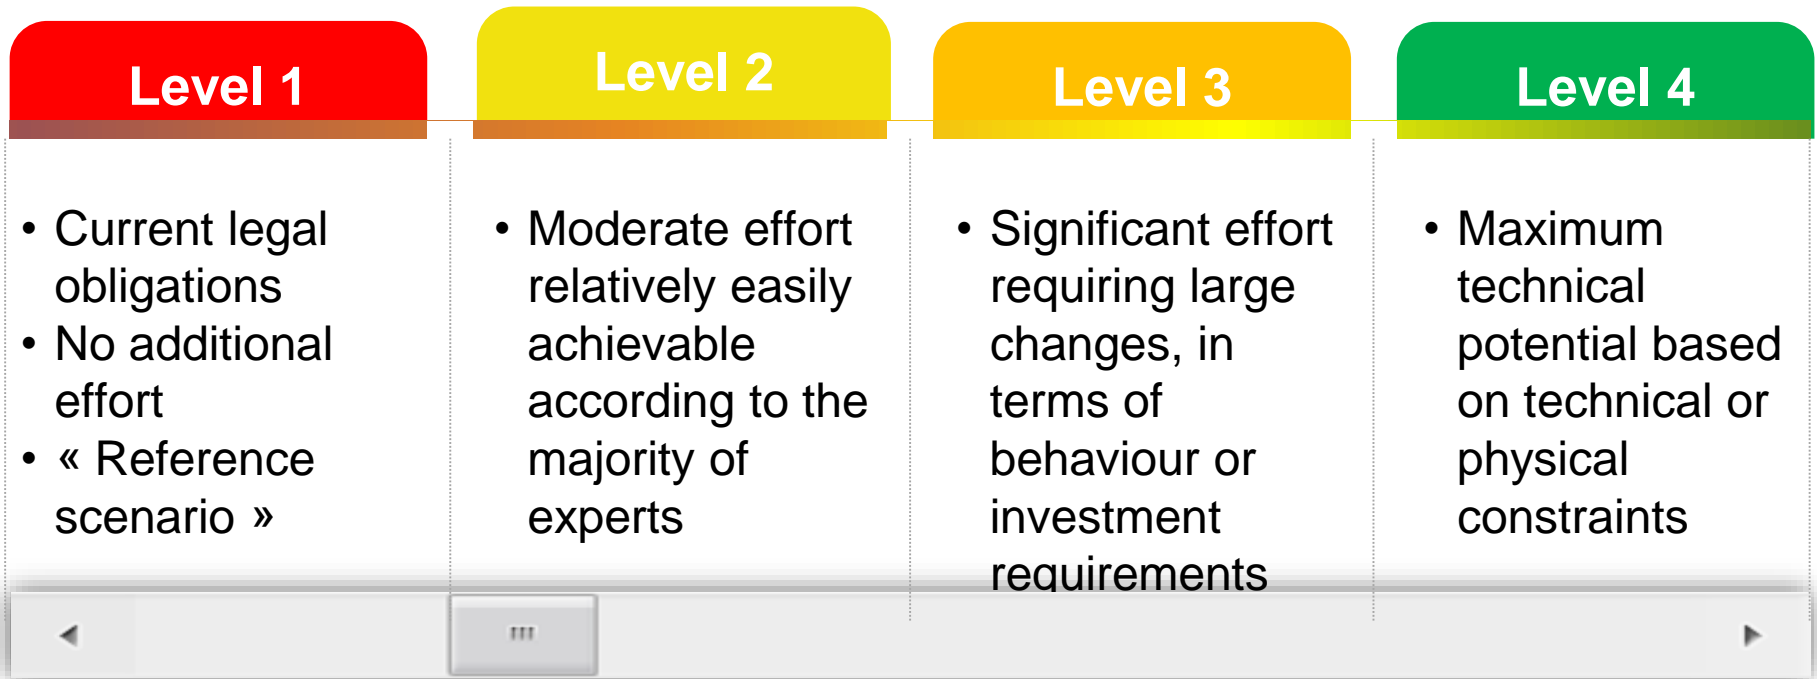 Level 1
• Current legal
obligations
• No additional
effort
• « Reference
scenario »
Level 2
• Moderate effort
relatively easily
achievable
according to the
majority of
experts
Level 3
• Significant effort
requiring large
changes, in
terms of
behaviour or
investment
requirements
Level 4
• Maximum
technical
potential based
on technical or
physical
constraints